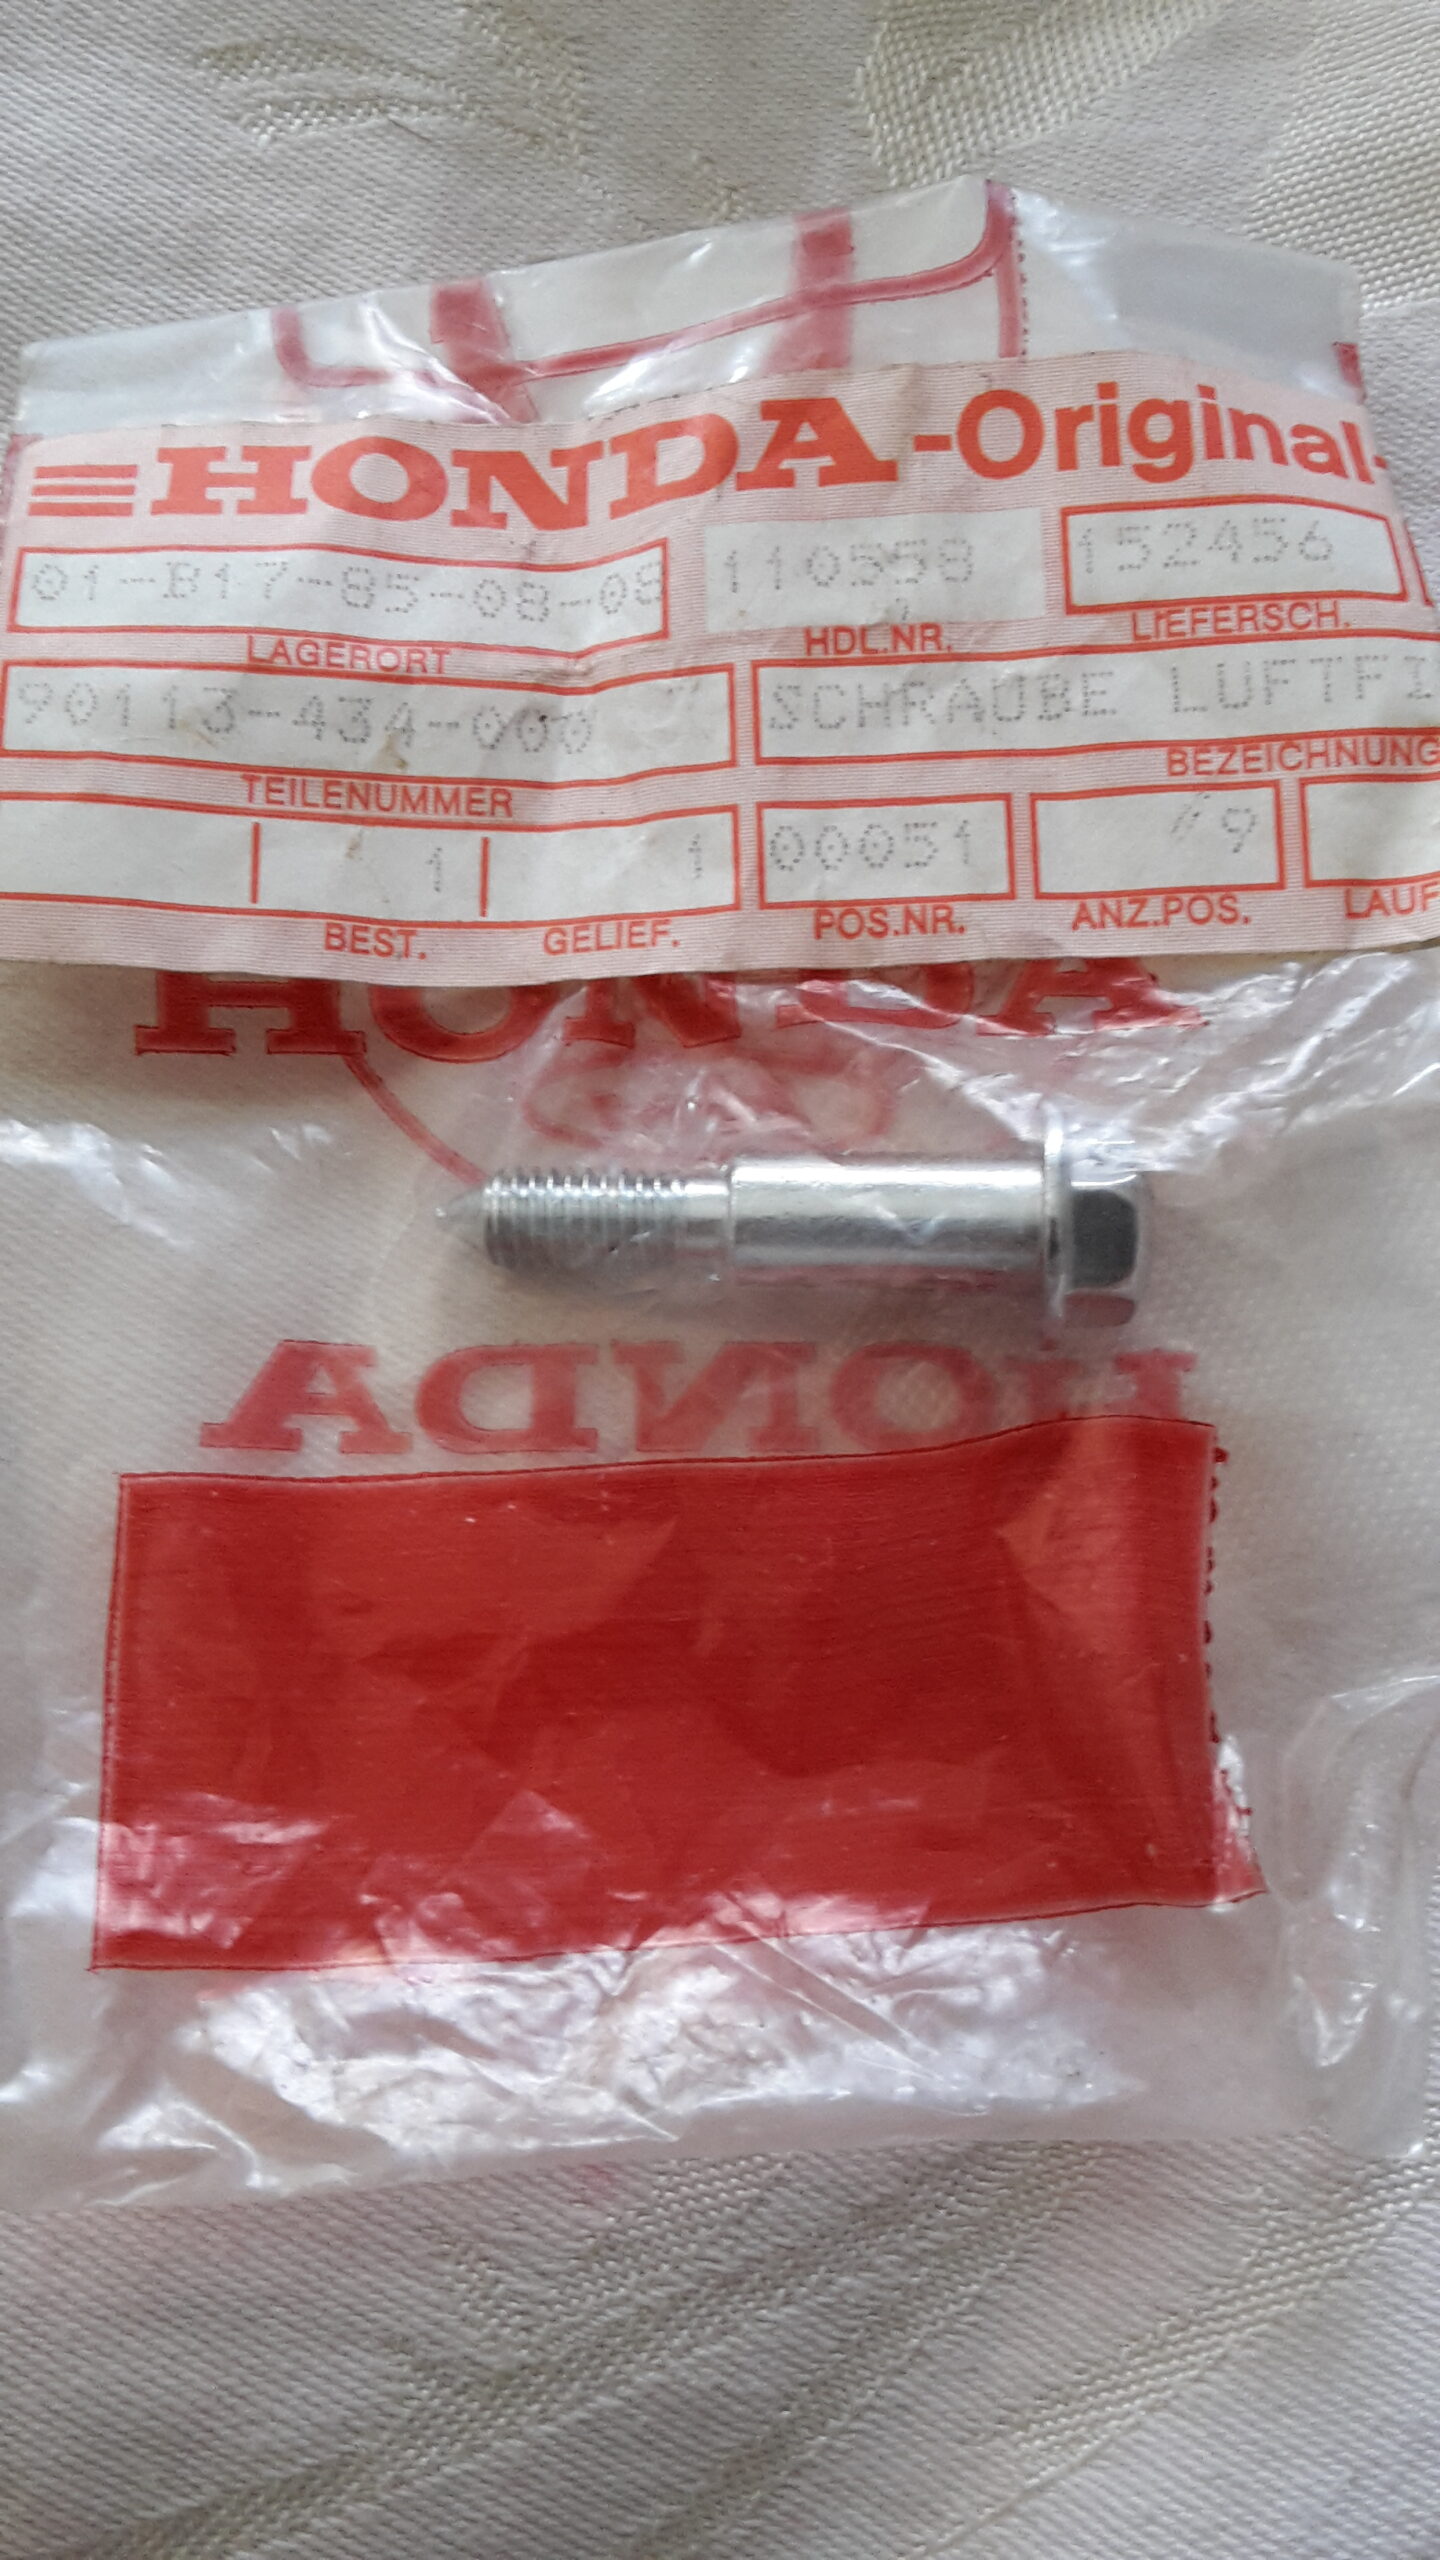 HONDA-Original-
01-B17-85-08-08 110558 152456
LAGERORT HDL.NR. LIEFERSCH.
90113-434-000 SCHRAUBE LUFTFI
TEILENUMMER BEZEICHNUNG
1 1 00051 9
BEST. GELIEF. POS.NR. ANZ.POS. LAUF
HONDA
HONDA